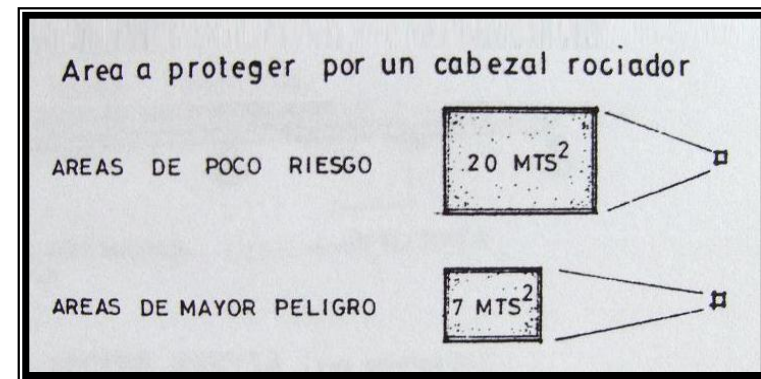 Area a proteger por un cabezal rociador
AREAS DE POCO RIESGO
20 MTS²
AREAS DE MAYOR PELIGRO
7 MTS²